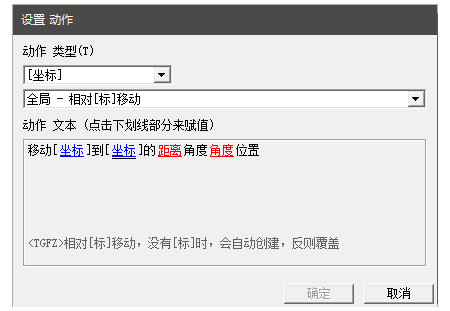 设置 动作
动作 类型(T)
[坐标]
全局 - 相对[标]移动
动作 文本 (点击下划线部分来赋值)
移动[坐标]到[坐标]的距离角度角度位置
<TGFZ>相对[标]移动，没有[标]时，会自动创建，反则覆盖
确定 取消